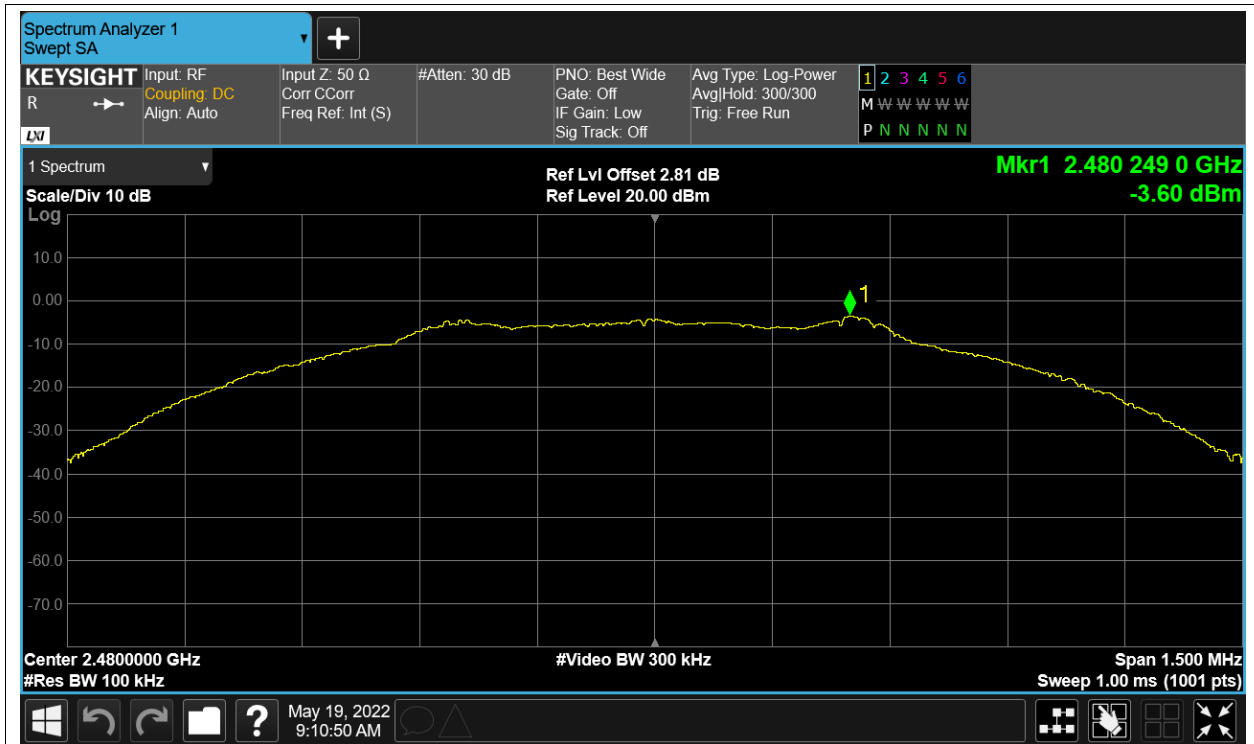 Spectrum Analyzer 1
Swept SA
+
KEYSIGHT
R
LXI
Input: RF
Coupling: DC
Align: Auto
Input Z: 50 Ω
Corr CCorr
Freq Ref: Int (S)
#Atten: 30 dB
PNO: Best Wide
Gate: Off
IF Gain: Low
Sig Track: Off
Avg Type: Log-Power
Avg|Hold: 300/300
Trig: Free Run
1 2 3 4 5 6
M W W W W W
P N N N N N
1 Spectrum
Scale/Div 10 dB
Log
Ref Lvl Offset 2.81 dB
Ref Level 20.00 dBm
Mkr1 2.480 249 0 GHz
-3.60 dBm
10.0
0.00
-10.0
-20.0
-30.0
-40.0
-50.0
-60.0
-70.0
1
Center 2.4800000 GHz
#Res BW 100 kHz
#Video BW 300 kHz
Span 1.500 MHz
Sweep 1.00 ms (1001 pts)
?
May 19, 2022
9:10:50 AM